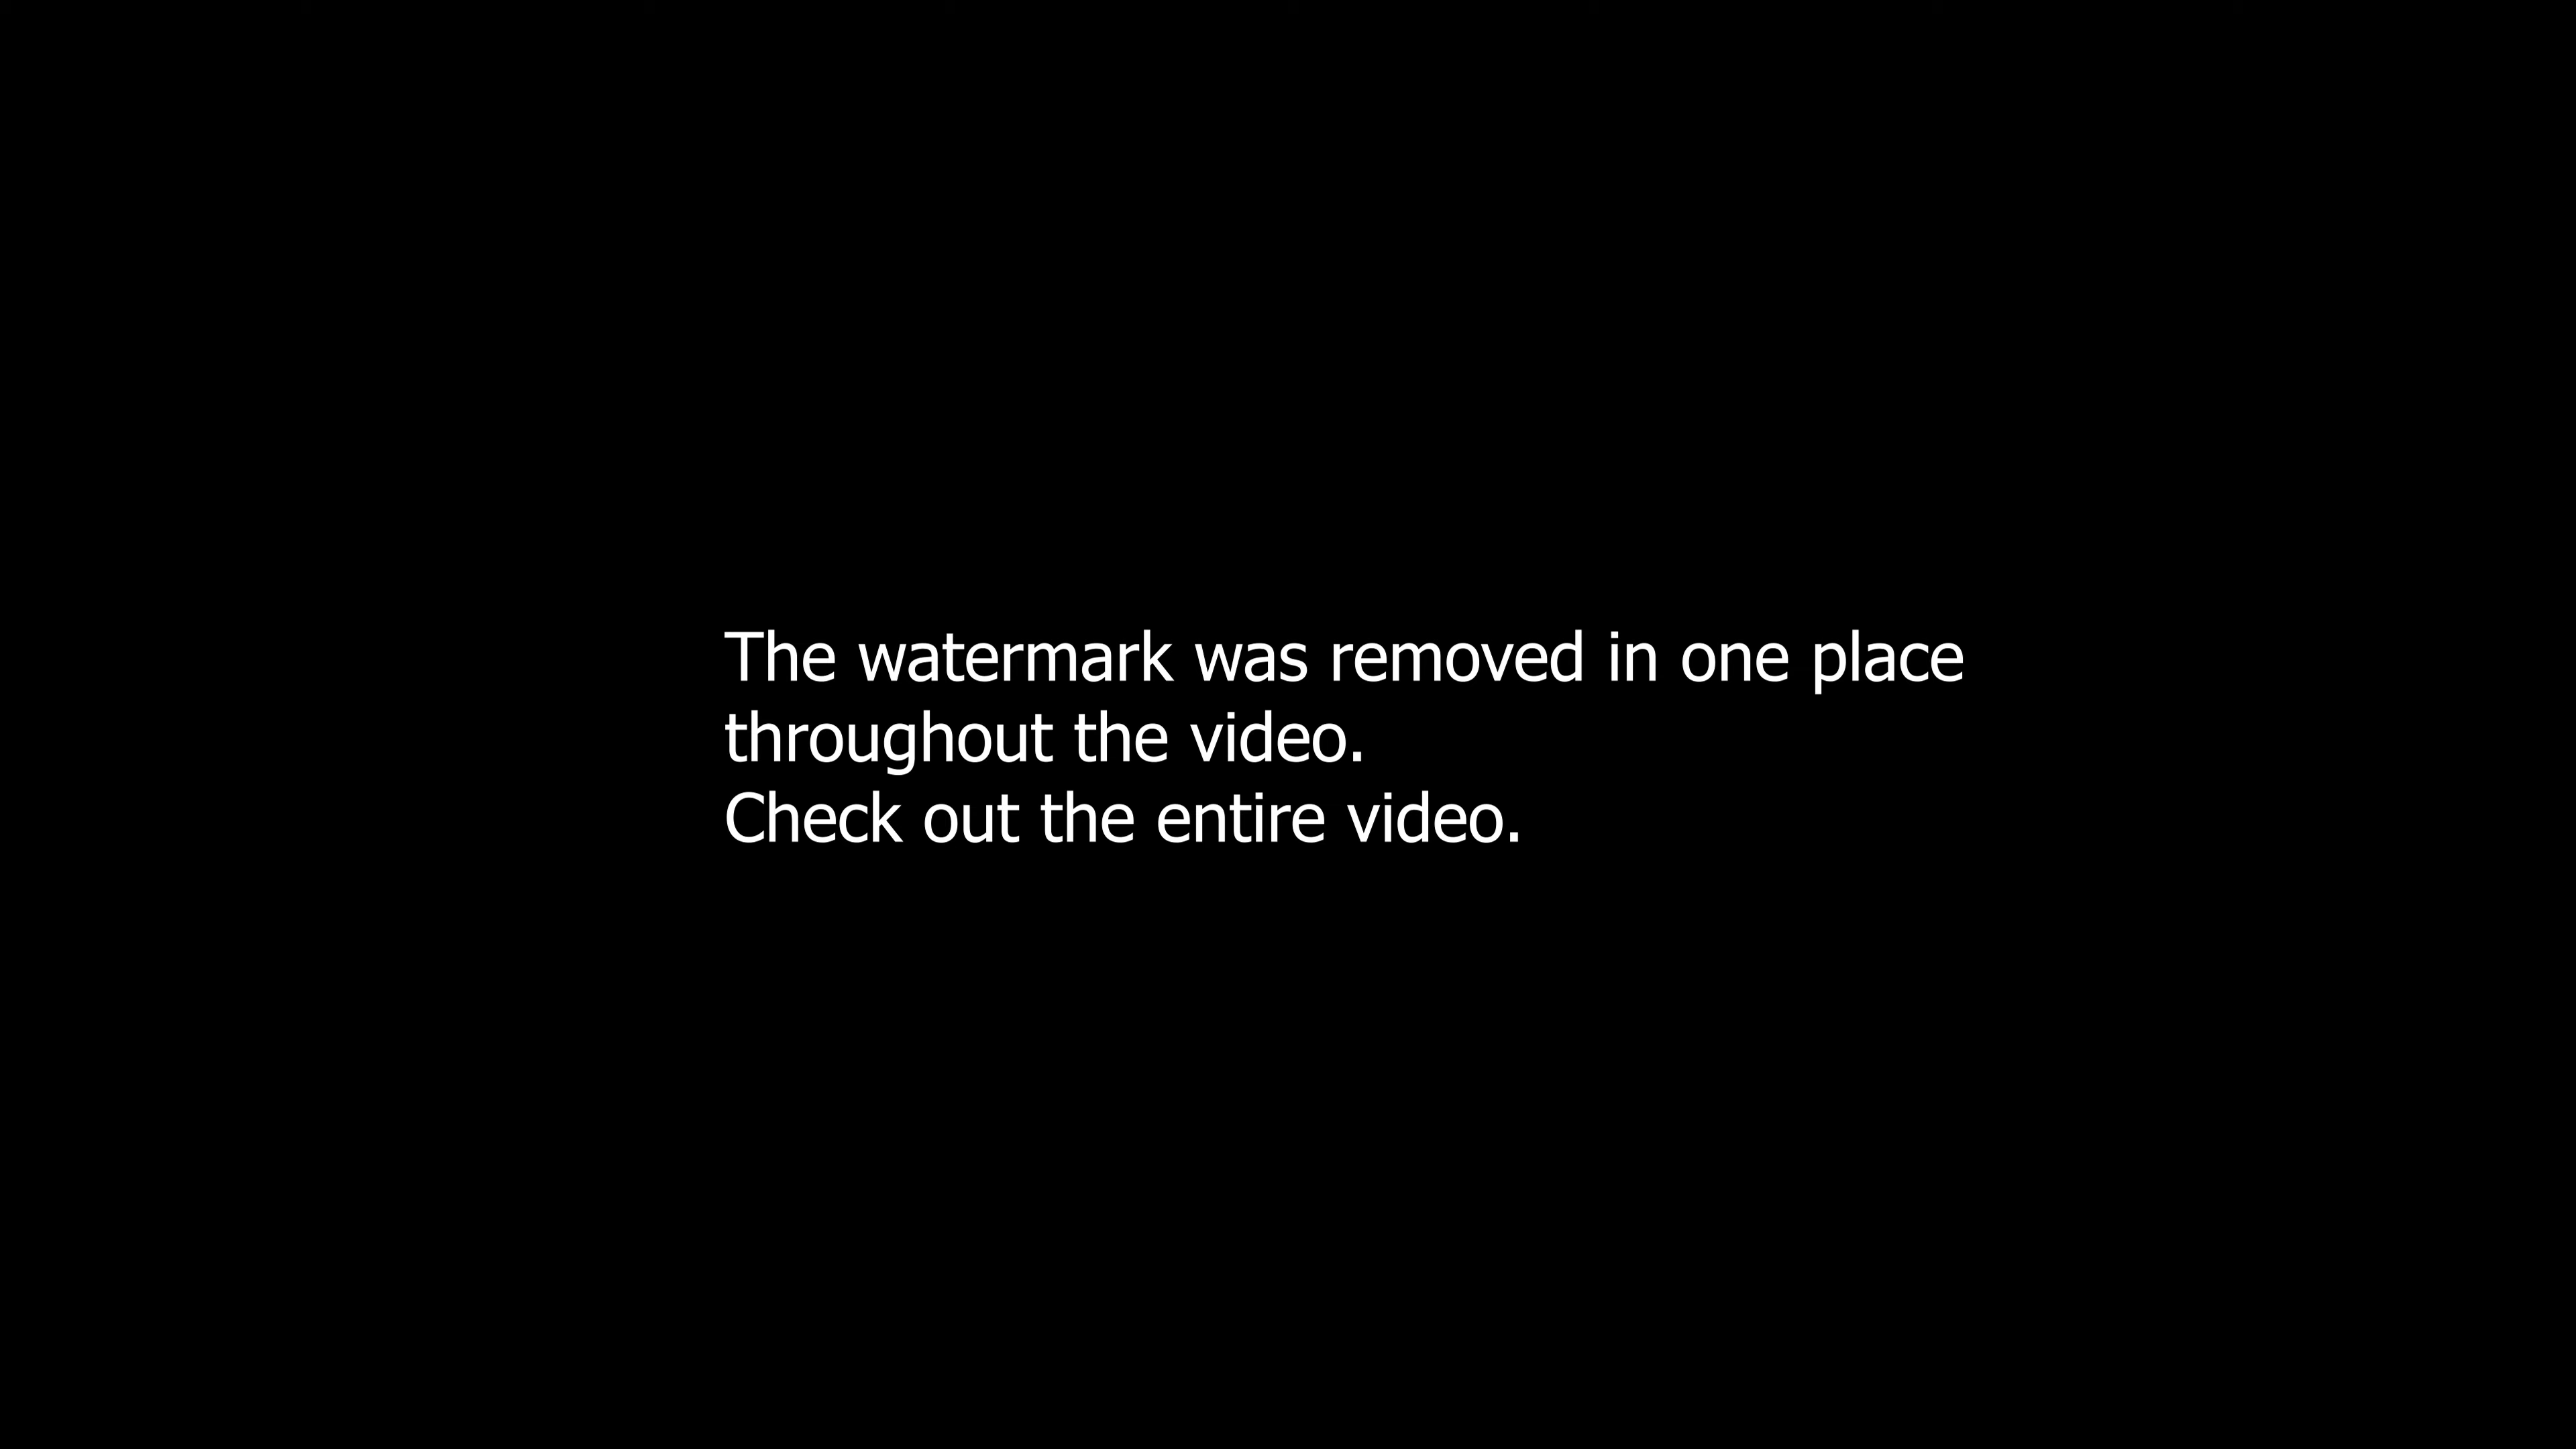 The watermark was removed in one place
throughout the video.
Check out the entire video.